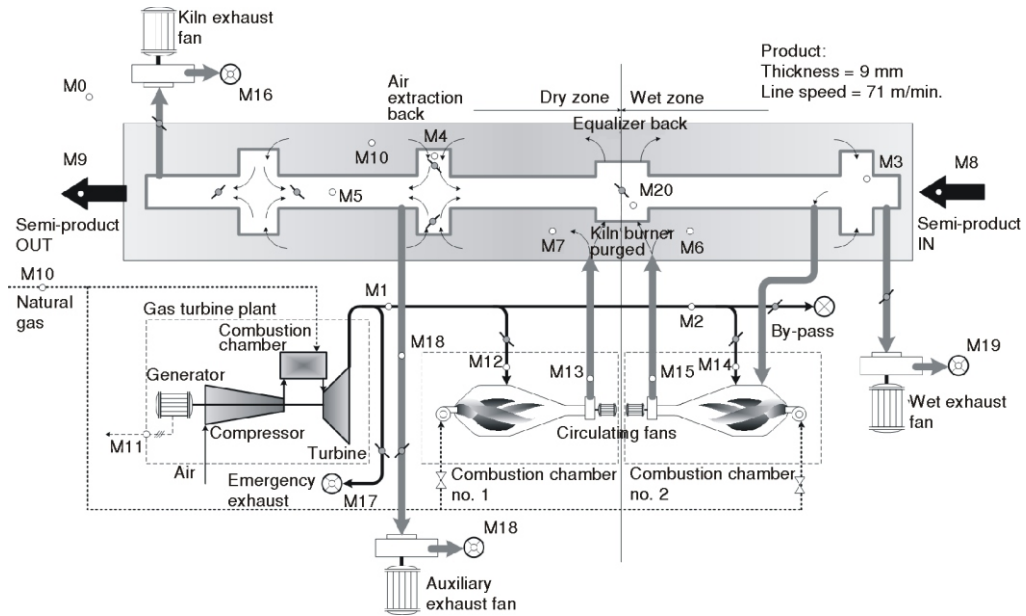 Kiln exhaust
fan
M0
M16
Air
extraction
back
Dry zone
Wet zone
Product:
Thickness = 9 mm
Line speed = 71 m/min.
Equalizer back
M4
M10
M9
M5
M20
M3
M8
Semi-product
OUT
M7
Kiln burner
purged
M6
Semi-product
IN
M10
Natural
gas
Gas turbine plant
M1
M2
By-pass
Combustion
chamber
M18
M12
M13
M15
M14
M19
Generator
Compressor
Turbine
M11
Air
Circulating fans
Wet exhaust
fan
Emergency
exhaust
M17
Combustion chamber
no. 1
Combustion chamber
no. 2
M18
Auxiliary
exhaust fan